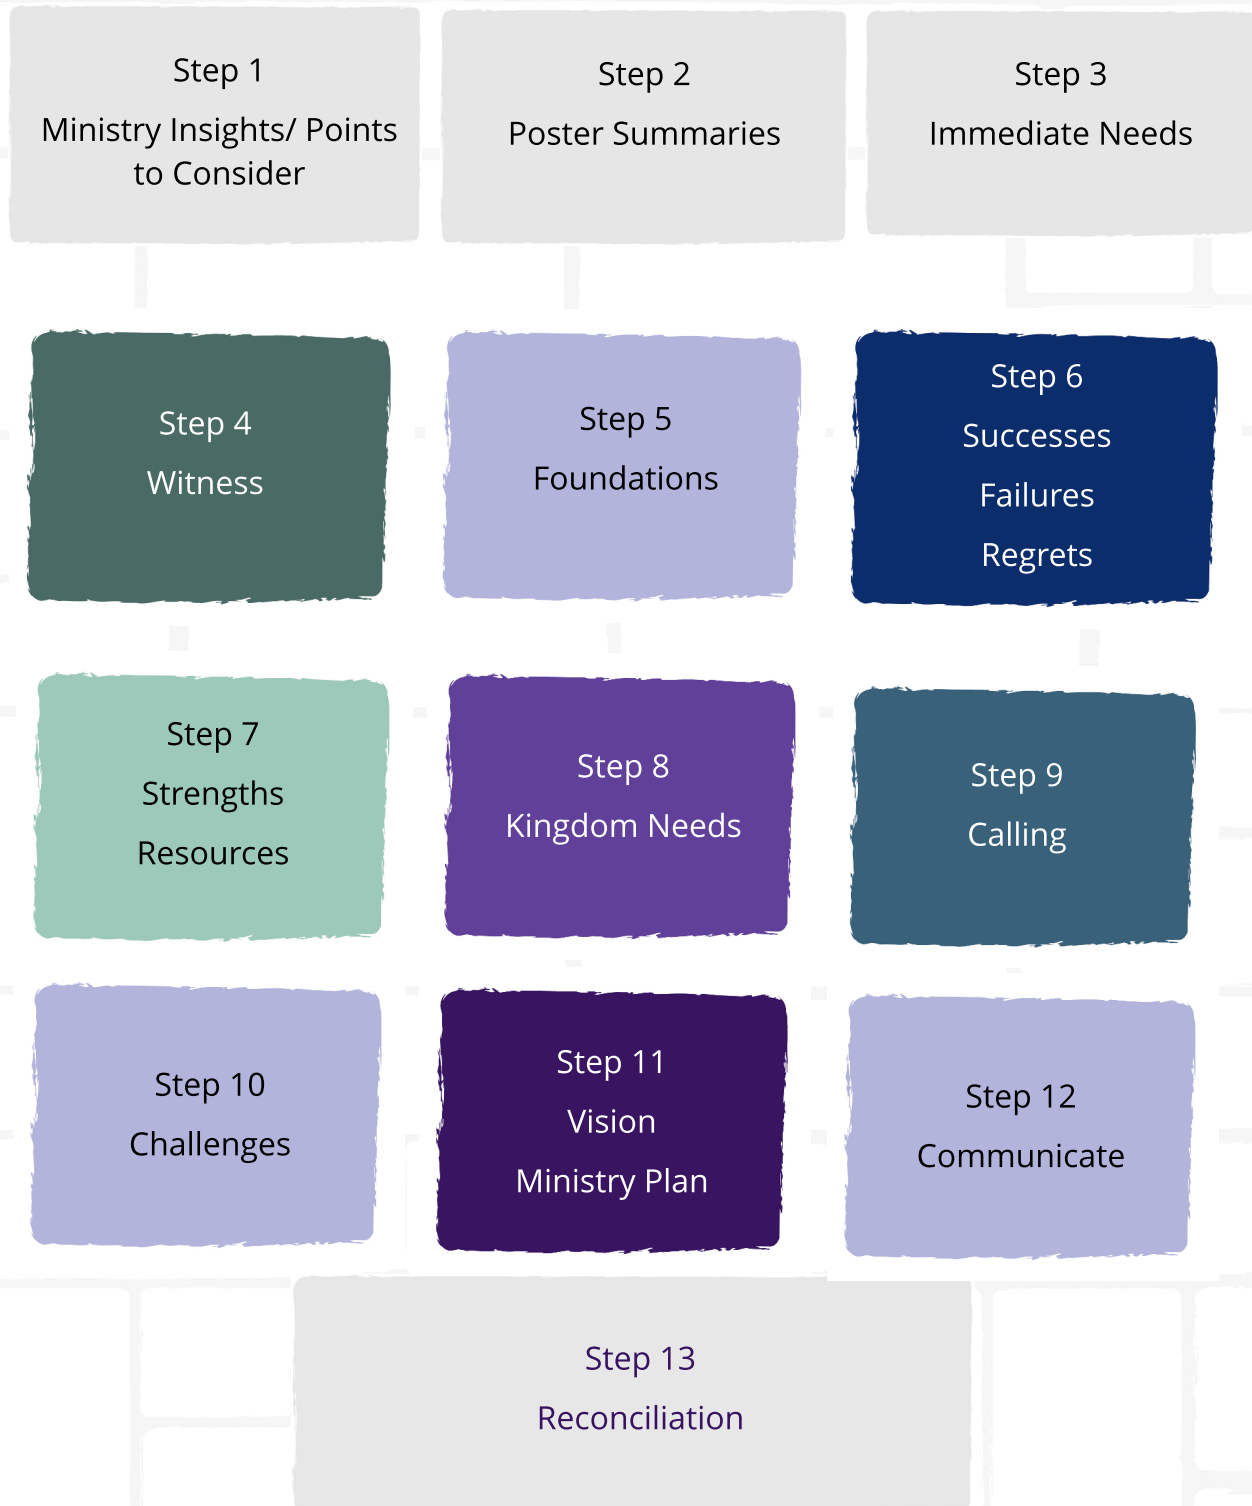 Step 1
Ministry Insights/ Points
to Consider
Step 2
Poster Summaries
Step 3
Immediate Needs
Step 4
Witness
Step 5
Foundations
Step 6
Successes
Failures
Regrets
Step 7
Strengths
Resources
Step 8
Kingdom Needs
Step 9
Calling
Step 10
Challenges
Step 11
Vision
Ministry Plan
Step 12
Communicate
Step 13
Reconciliation